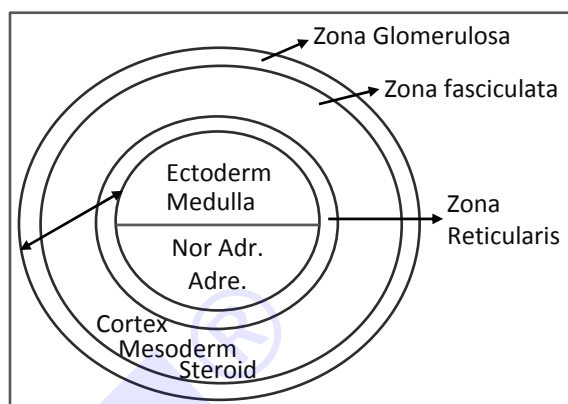 Zona Glomerulosa
Zona fasciculata
Ectoderm
Medulla
Zona
Reticularis
Nor Adr.
Adre.
Cortex
Mesoderm
Steroid
®